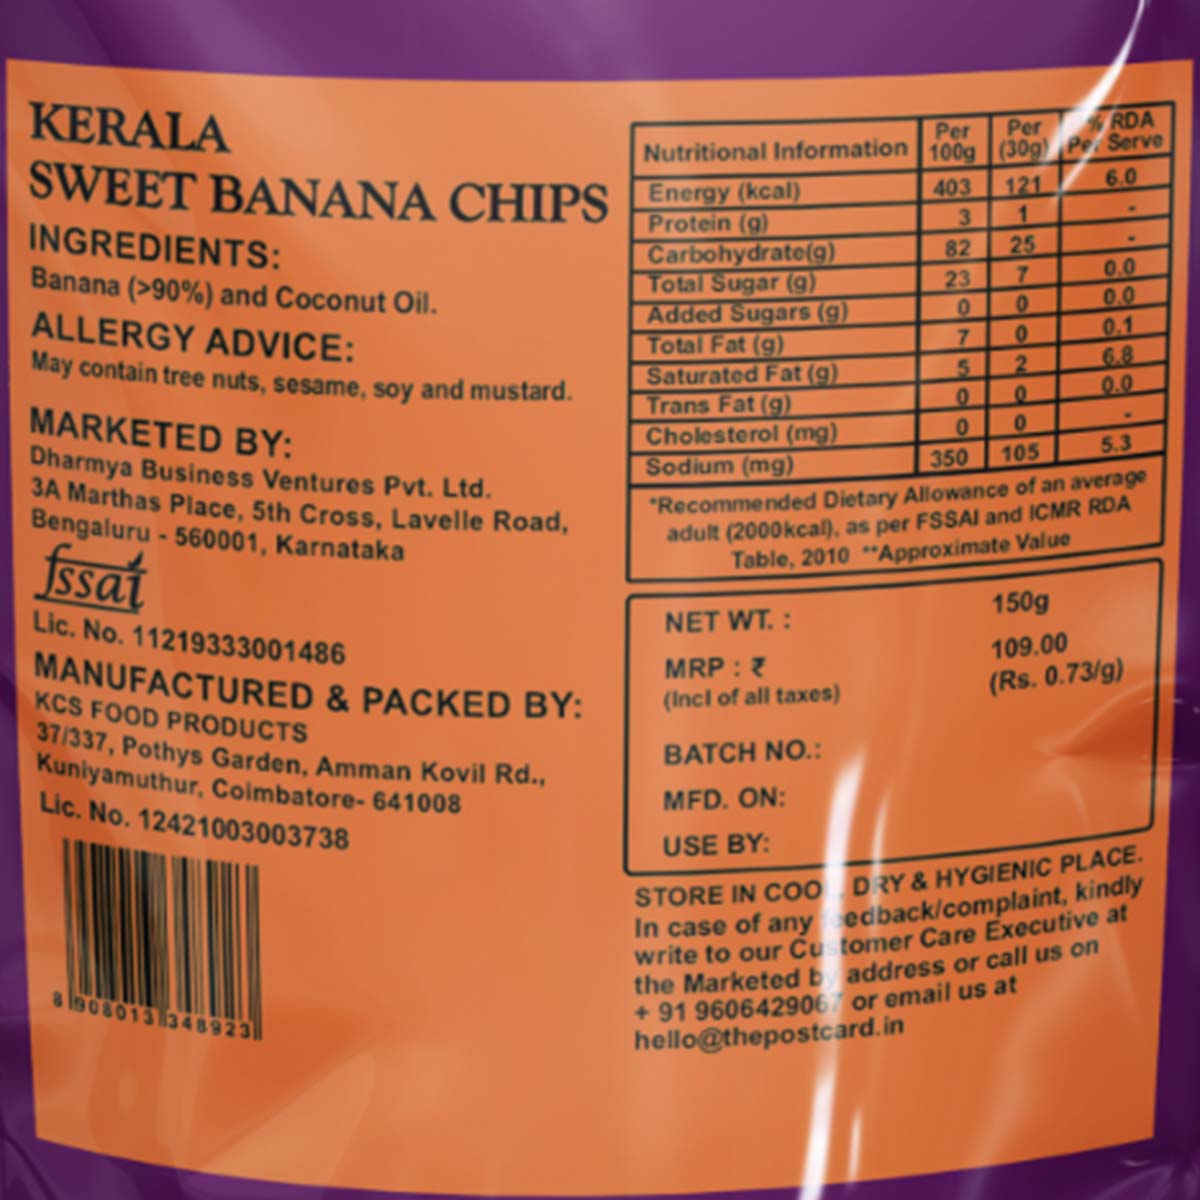 KERALA
SWEET BANANA CHIPS
INGREDIENTS:
Banana (>90%) and Coconut Oil.
ALLERGY ADVICE:
May contain tree nuts, sesame, soy and mustard.
MARKETED BY:
Dharmya Business Ventures Pvt. Ltd.
3A Marthas Place, 5th Cross, Lavelle Road,
Bengaluru - 560001, Karnataka
fssai
Lic. No. 11219333001486
MANUFACTURED & PACKED BY:
KCS FOOD PRODUCTS
37/337, Pothys Garden, Amman Kovil Rd.,
Kuniyamuthur, Coimbatore- 641008
Lic. No. 12421003003738
8 908013 348923
Nutritional Information Per 100g Per (30g) % RDA Per Serve
Energy (kcal) 403 121 6.0
Protein (g) 3 1 -
Carbohydrate(g) 82 25 -
Total Sugar (g) 23 7 0.0
Added Sugars (g) 0 0 0.0
Total Fat (g) 7 0 0.1
Saturated Fat (g) 5 2 6.8
Trans Fat (g) 0 0 0.0
Cholesterol (mg) 0 0 -
Sodium (mg) 350 105 5.3
*Recommended Dietary Allowance of an average
adult (2000kcal), as per FSSAI and ICMR RDA
Table, 2010 **Approximate Value
NET WT. : 150g
MRP : ₹ 109.00
(Incl of all taxes) (Rs. 0.73/g)
BATCH NO.:
MFD. ON:
USE BY:
STORE IN COOL, DRY & HYGIENIC PLACE.
In case of any feedback/complaint, kindly
write to our Customer Care Executive at
the Marketed by address or call us on
+ 91 9606429067 or email us at
hello@thepostcard.in